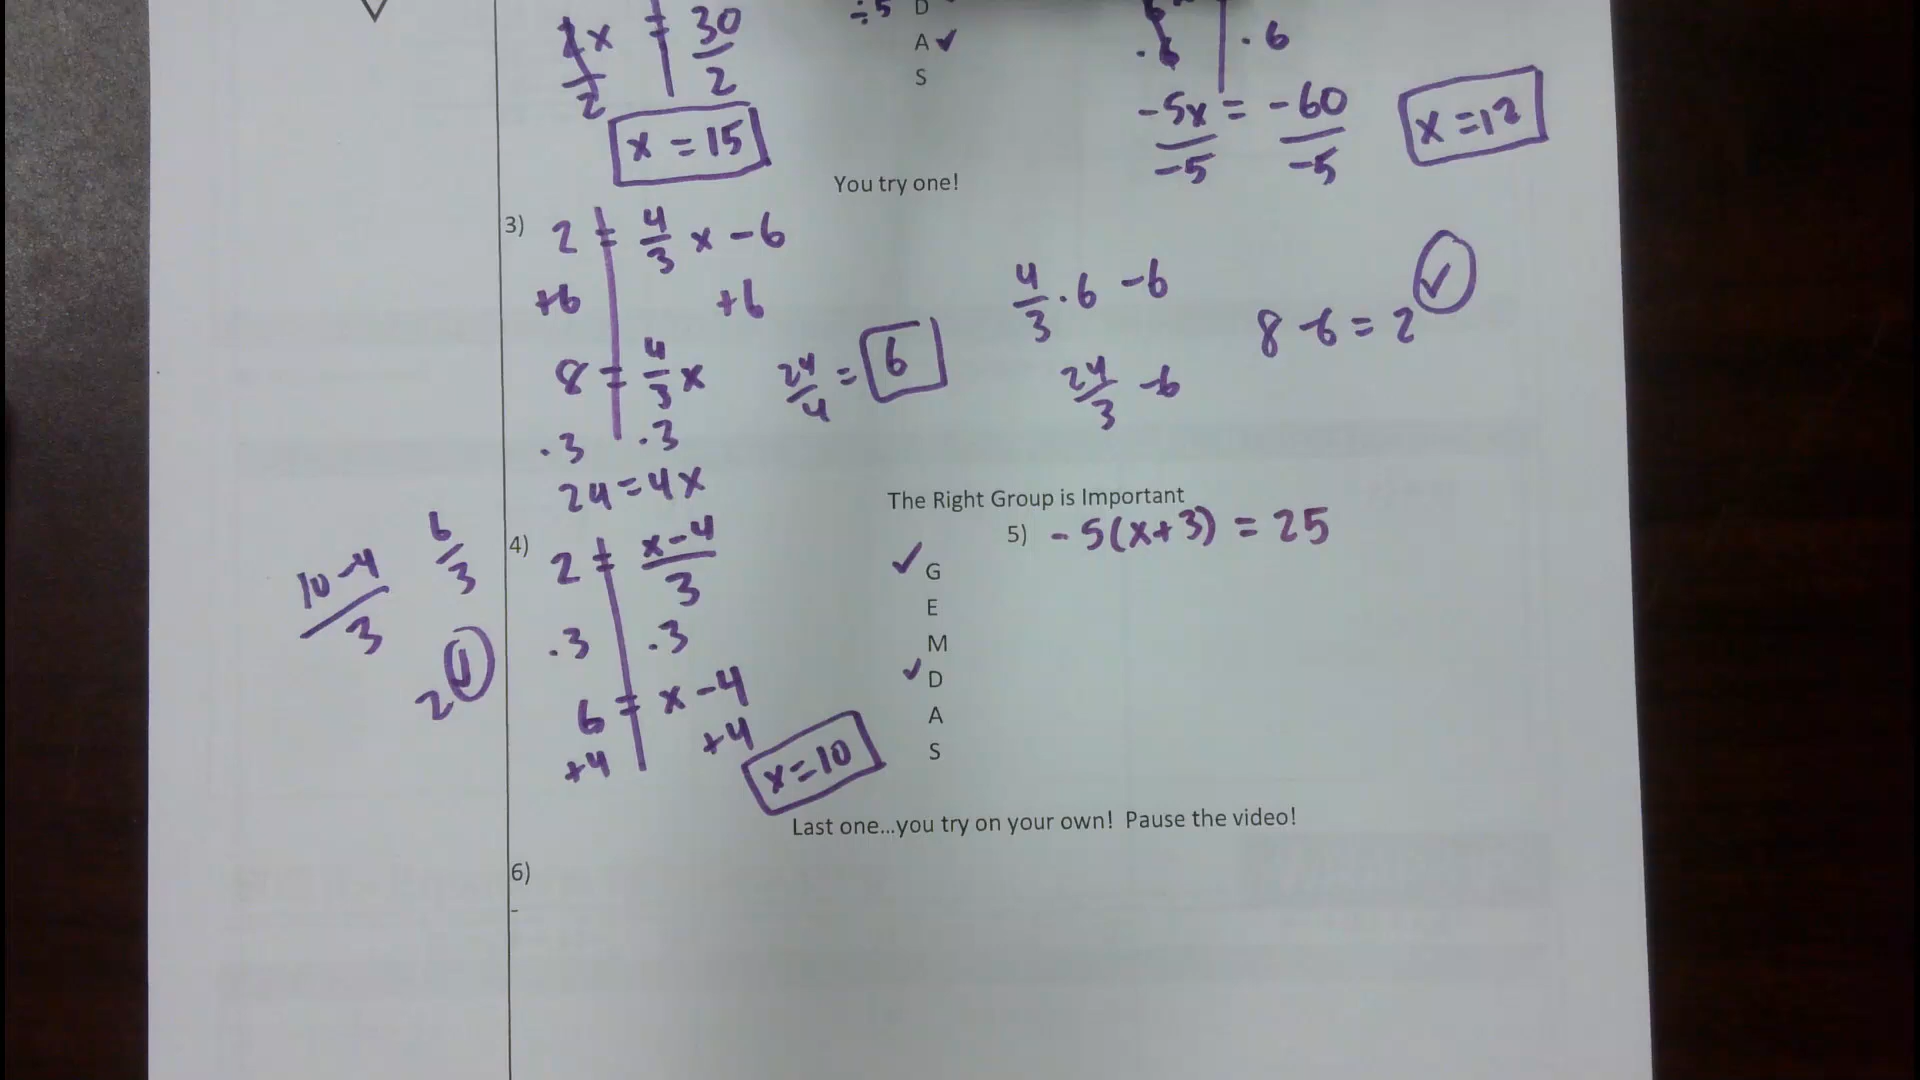 2x = 30
2 2
x = 15
÷5
D
A ✓
S
6
· 6 · 6
-5x = -60
-5 -5
x = 12
You try one!
3) 2 = 4/3 x - 6
+6 +6
8 = 4/3 x
· 3 · 3
24 = 4x
24/4 = 6
4/3 · 6 - 6
24/3 - 6
8 - 6 = 2 ✓
The Right Group is Important
4) 2 = x-4/3
· 3 · 3
6 = x - 4
+4 +4
x = 10
10-4/3
6/3
2 ✓
✓ G
E
M
✓ D
A
S
5) -5(x+3) = 25
Last one...you try on your own! Pause the video!
6)
-